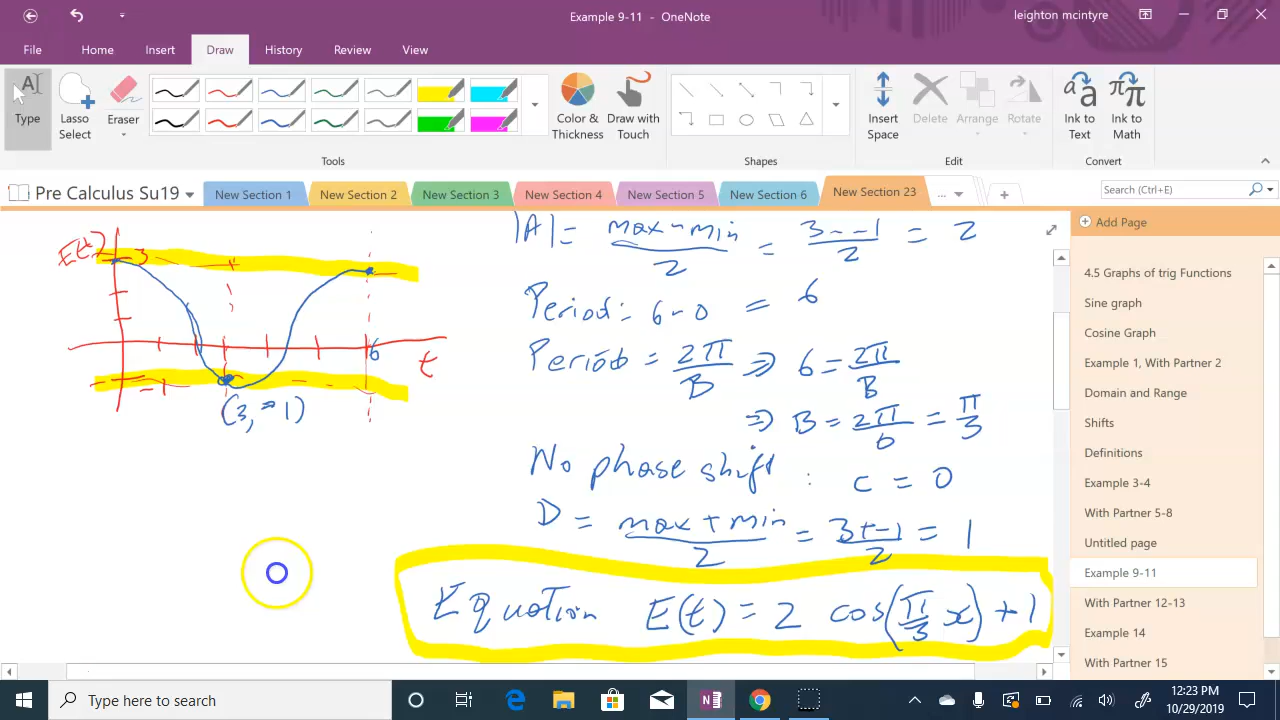 Example 9-11 - OneNote
leighton mcintyre
File Home Insert Draw History Review View
Type
Lasso Select
Eraser
Color & Thickness
Draw with Touch
Insert Space
Delete
Arrange
Rotate
Ink to Text
Ink to Math
Tools
Shapes
Edit
Convert
Pre Calculus Su19
New Section 1
New Section 2
New Section 3
New Section 4
New Section 5
New Section 6
New Section 23
...
Search (Ctrl+E)
E(t)
3
-1
6
t
(3, -1)
|A| = max - min / 2 = 3 - -1 / 2 = 2
Period: 6 - 0 = 6
Period = 2π / B ⇒ 6 = 2π / B
⇒ B = 2π / 6 = π / 3
No phase shift : c = 0
D = max + min / 2 = 3 + -1 / 2 = 1
Equation E(t) = 2 cos(π/3 x) + 1
Add Page
4.5 Graphs of trig Functions
Sine graph
Cosine Graph
Example 1, With Partner 2
Domain and Range
Shifts
Definitions
Example 3-4
With Partner 5-8
Untitled page
Example 9-11
With Partner 12-13
Example 14
With Partner 15
Type here to search
12:23 PM
10/29/2019